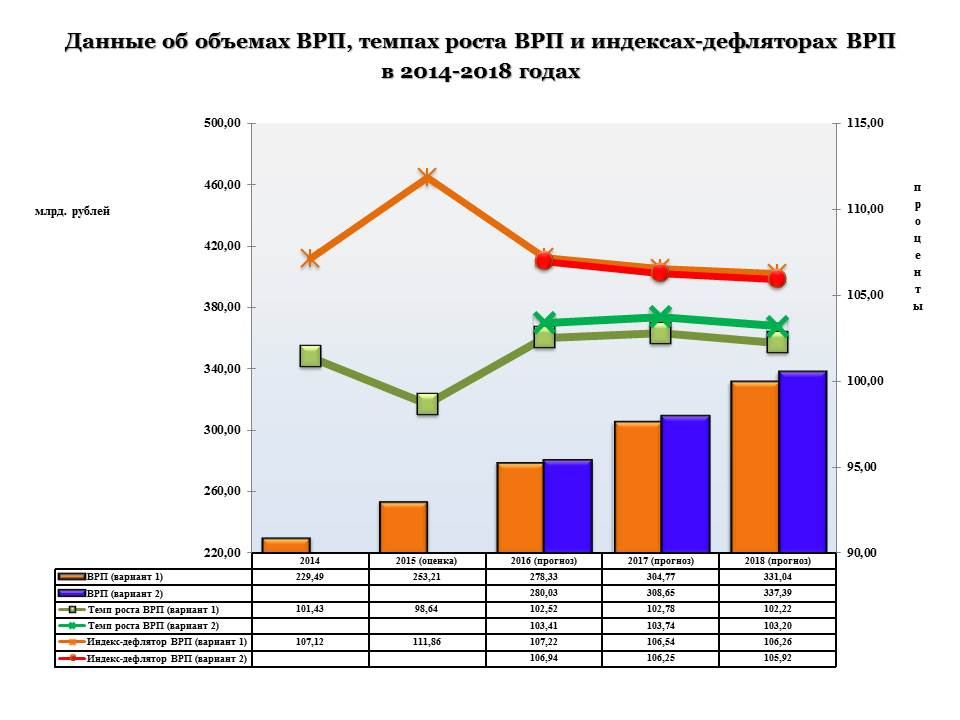 Данные об объемах ВРП, темпах роста ВРП и индексах-дефляторах ВРП
в 2014-2018 годах
млрд. рублей
500,00
460,00
420,00
380,00
340,00
300,00
260,00
220,00
115,00
110,00
105,00
100,00
95,00
90,00
проценты
2014 2015 (оценка) 2016 (прогноз) 2017 (прогноз) 2018 (прогноз)
ВРП (вариант 1) 229,49 253,21 278,33 304,77 331,04
ВРП (вариант 2) 280,03 308,65 337,39
Темп роста ВРП (вариант 1) 101,43 98,64 102,52 102,78 102,22
Темп роста ВРП (вариант 2) 103,41 103,74 103,20
Индекс-дефлятор ВРП (вариант 1) 107,12 111,86 107,22 106,54 106,26
Индекс-дефлятор ВРП (вариант 2) 106,94 106,25 105,92